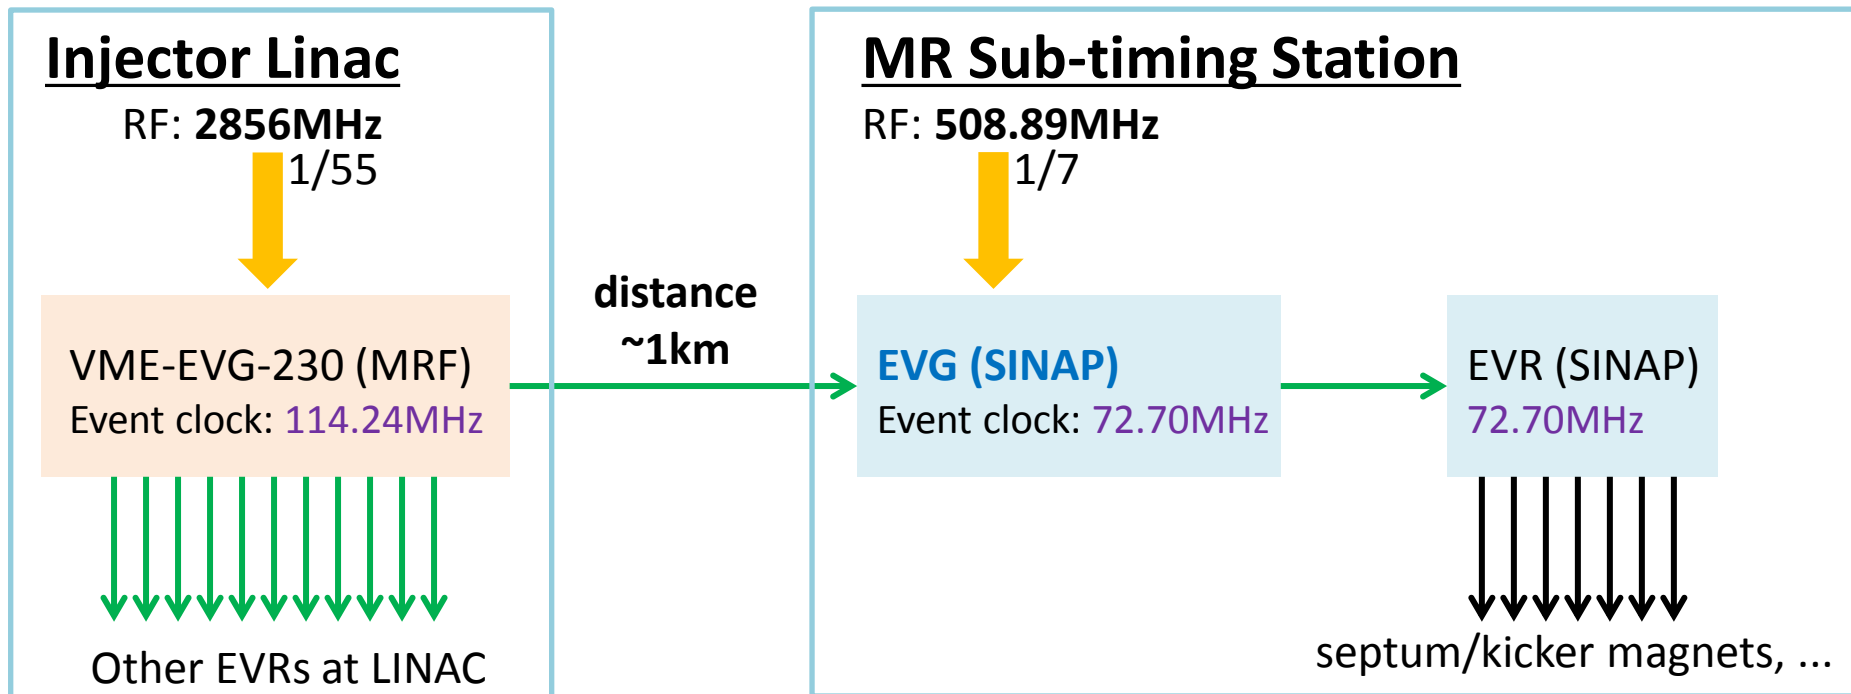 Injector Linac
RF: 2856MHz
1/55
VME-EVG-230 (MRF)
Event clock: 114.24MHz
Other EVRs at LINAC
distance
~1km
MR Sub-timing Station
RF: 508.89MHz
1/7
EVG (SINAP)
Event clock: 72.70MHz
EVR (SINAP)
72.70MHz
septum/kicker magnets, ...